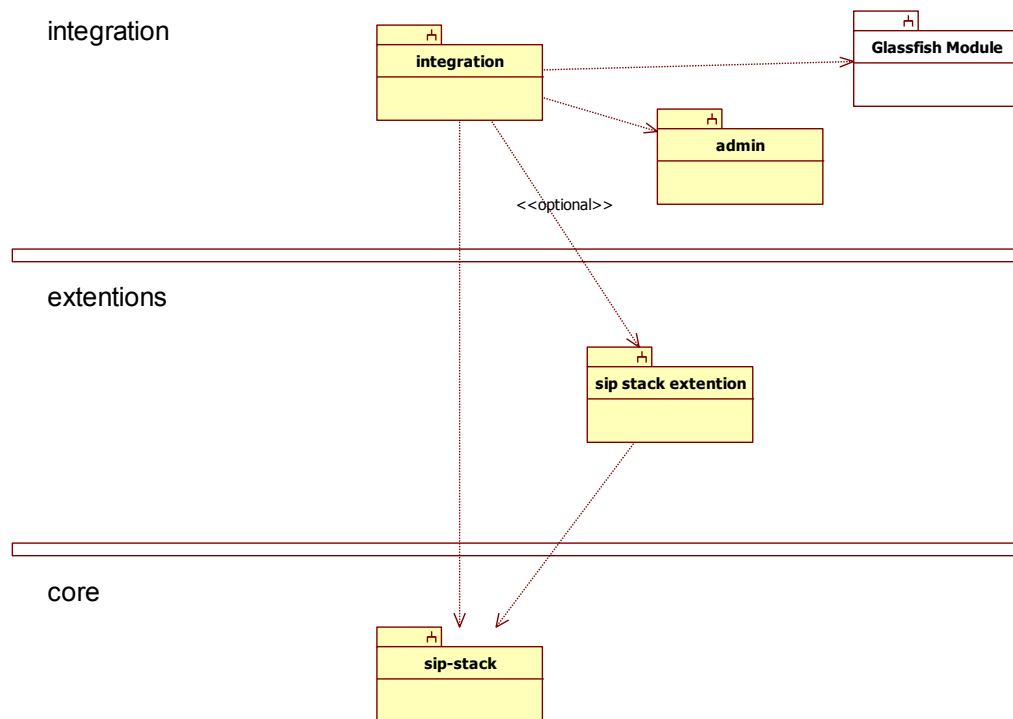 integration
integration
Glassfish Module
admin
<<optional>>
extentions
sip stack extention
core
sip-stack